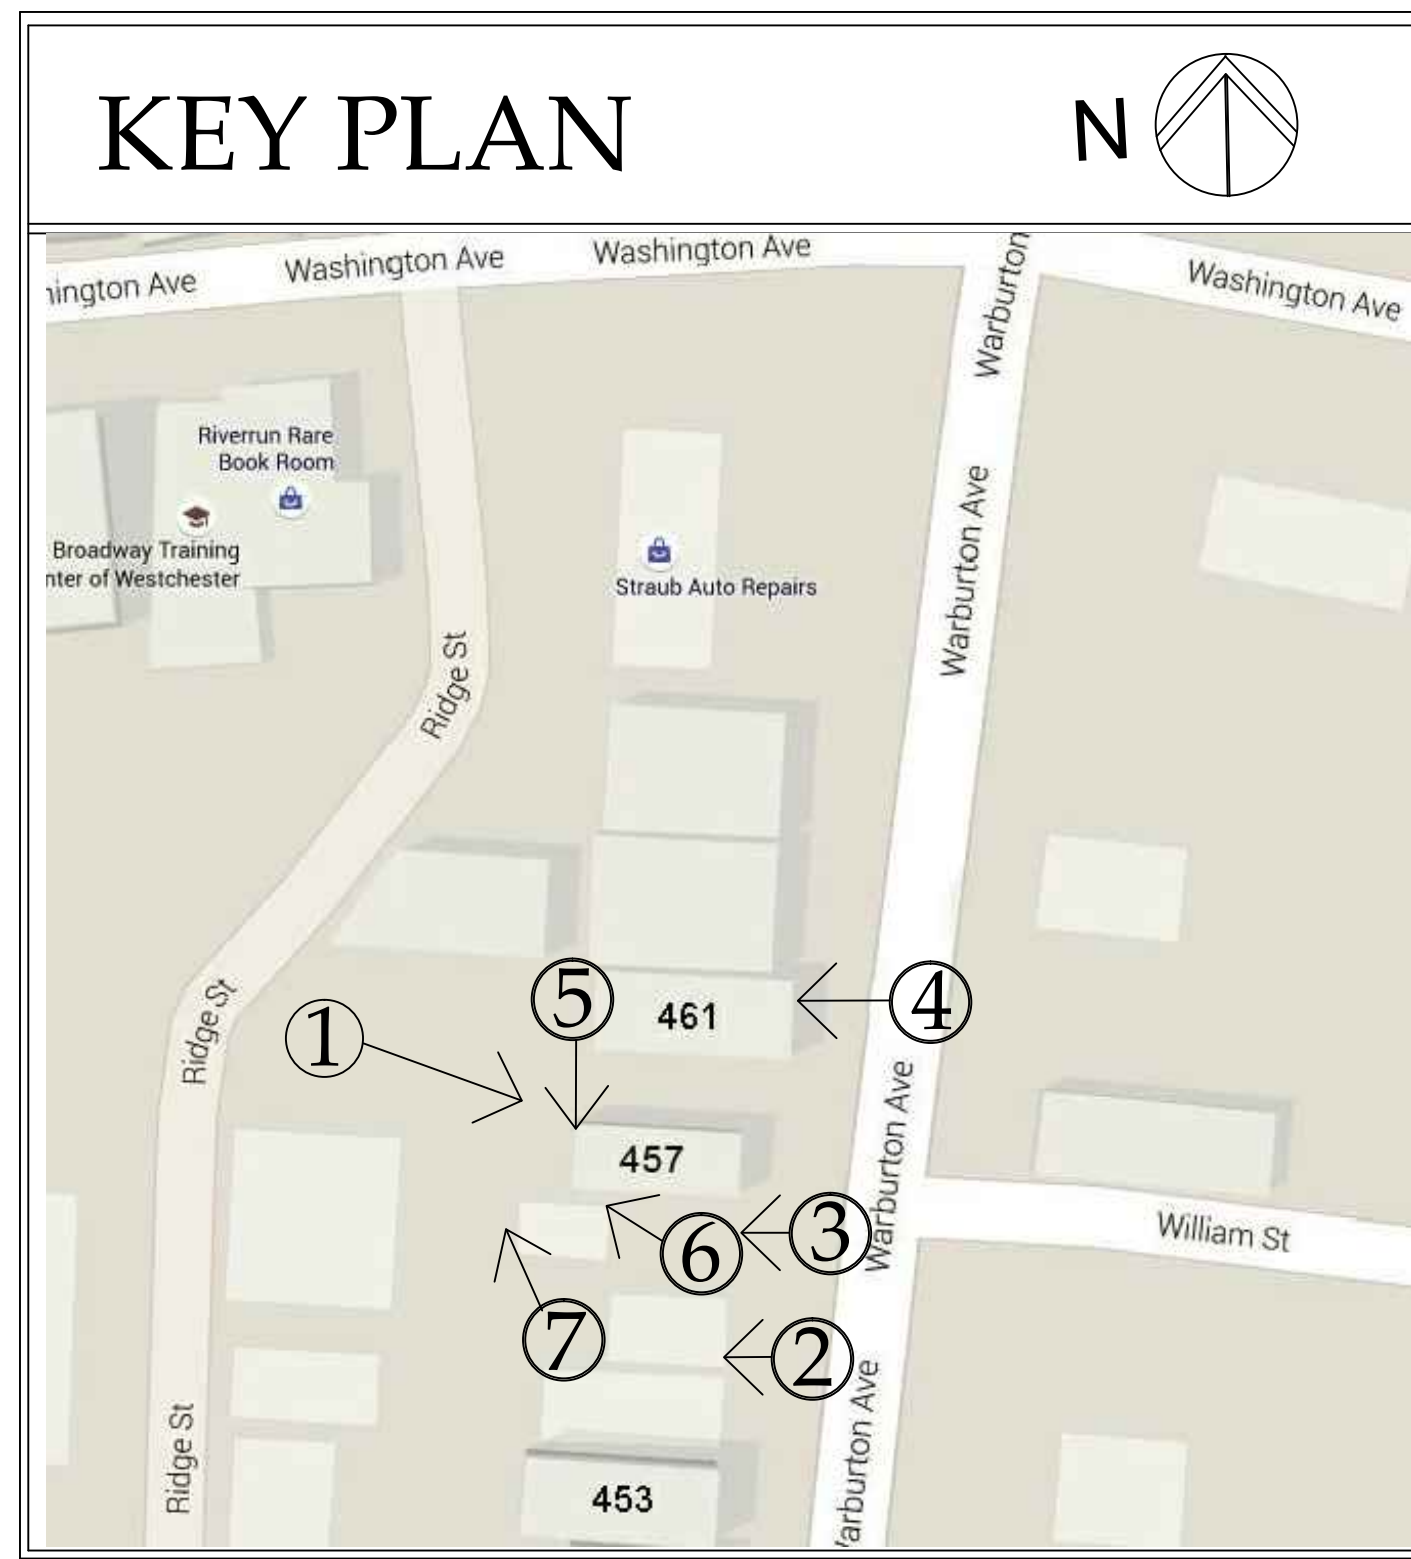 KEY PLAN
N
Washington Ave
Washington Ave
Warburton
Washington Ave
hington Ave
Riverrun Rare
Book Room
Broadway Training
nter of Westchester
Straub Auto Repairs
Warburton Ave
Ridge St
Ridge St
1
5
461
4
457
Warburton Ave
6
3
William St
7
2
Ridge St
arburton Ave
453